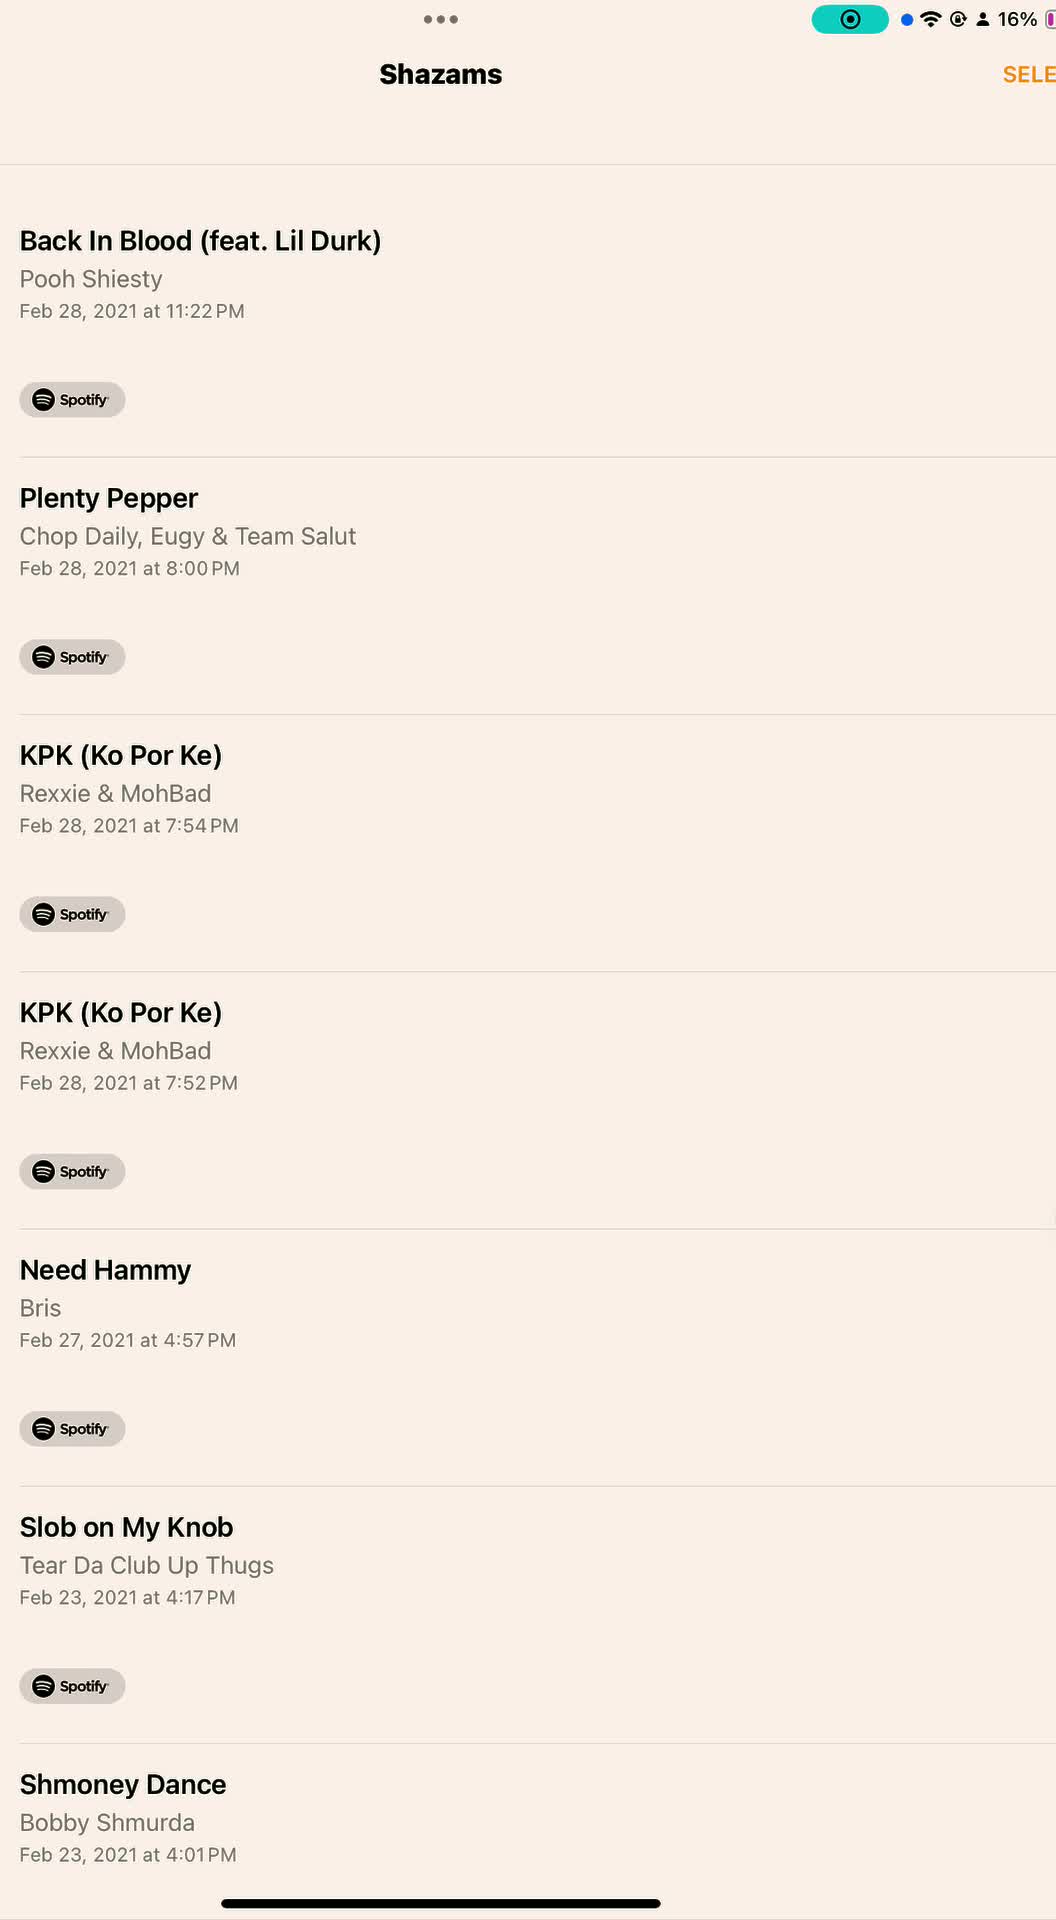 16%
Shazams
SELE
Back In Blood (feat. Lil Durk)
Pooh Shiesty
Feb 28, 2021 at 11:22 PM
Spotify
Plenty Pepper
Chop Daily, Eugy & Team Salut
Feb 28, 2021 at 8:00 PM
Spotify
KPK (Ko Por Ke)
Rexxie & MohBad
Feb 28, 2021 at 7:54 PM
Spotify
KPK (Ko Por Ke)
Rexxie & MohBad
Feb 28, 2021 at 7:52 PM
Spotify
Need Hammy
Bris
Feb 27, 2021 at 4:57 PM
Spotify
Slob on My Knob
Tear Da Club Up Thugs
Feb 23, 2021 at 4:17 PM
Spotify
Shmoney Dance
Bobby Shmurda
Feb 23, 2021 at 4:01 PM